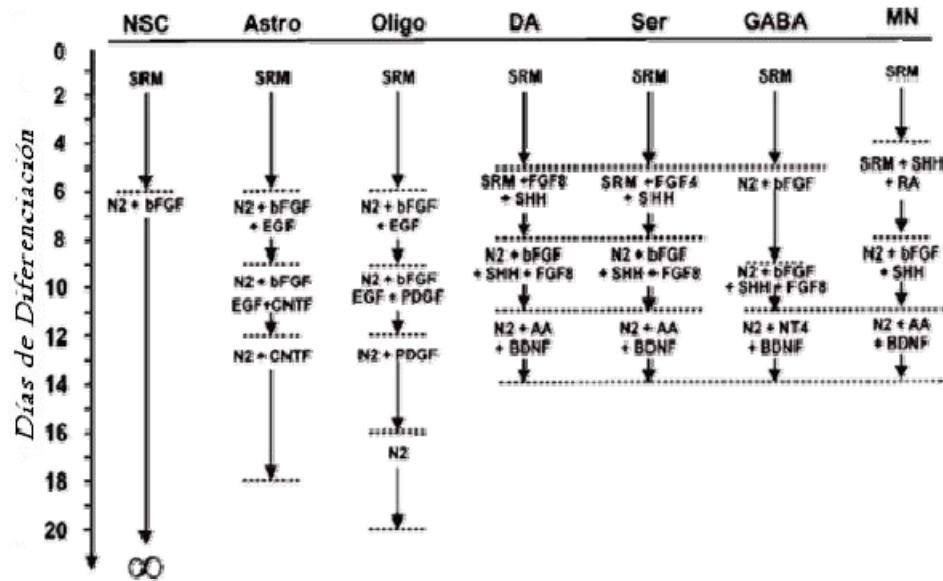 NSC Astro Oligo DA Ser GABA MN
Días de Diferenciación
0
2
4
6
8
10
12
14
16
18
20
SRM
N2 + bFGF
∞
SRM
N2 + bFGF
+ EGF
N2 + bFGF
EGF+CNTF
N2 + CNTF
SRM
N2 + bFGF
+ EGF
N2 + bFGF
EGF + PDGF
N2 + PDGF
N2
SRM
SRM +FGF8
+ SHH
N2 + bFGF
+ SHH + FGF8
N2 + AA
+ BDNF
SRM
SRM + FGF4
+ SHH
N2 + bFGF
+ SHH + FGF8
N2 + AA
+ BDNF
SRM
N2 + bFGF
N2 + bFGF
+ SHH + FGF8
N2 + NT4
+ BDNF
SRM
SRM + SHH
+ RA
N2 + bFGF
+ SHH
N2 + AA
+ BDNF